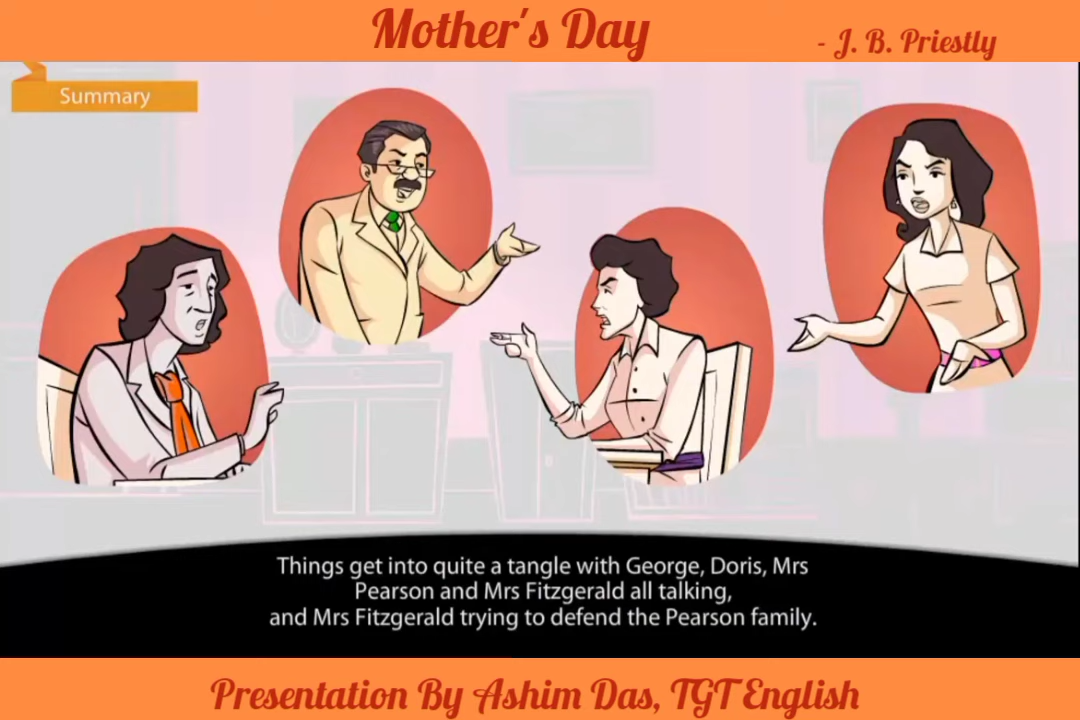 Mother's Day
- J. B. Priestly
Summary
Things get into quite a tangle with George, Doris, Mrs
Pearson and Mrs Fitzgerald all talking,
and Mrs Fitzgerald trying to defend the Pearson family.
Presentation By Ashim Das, TGT English